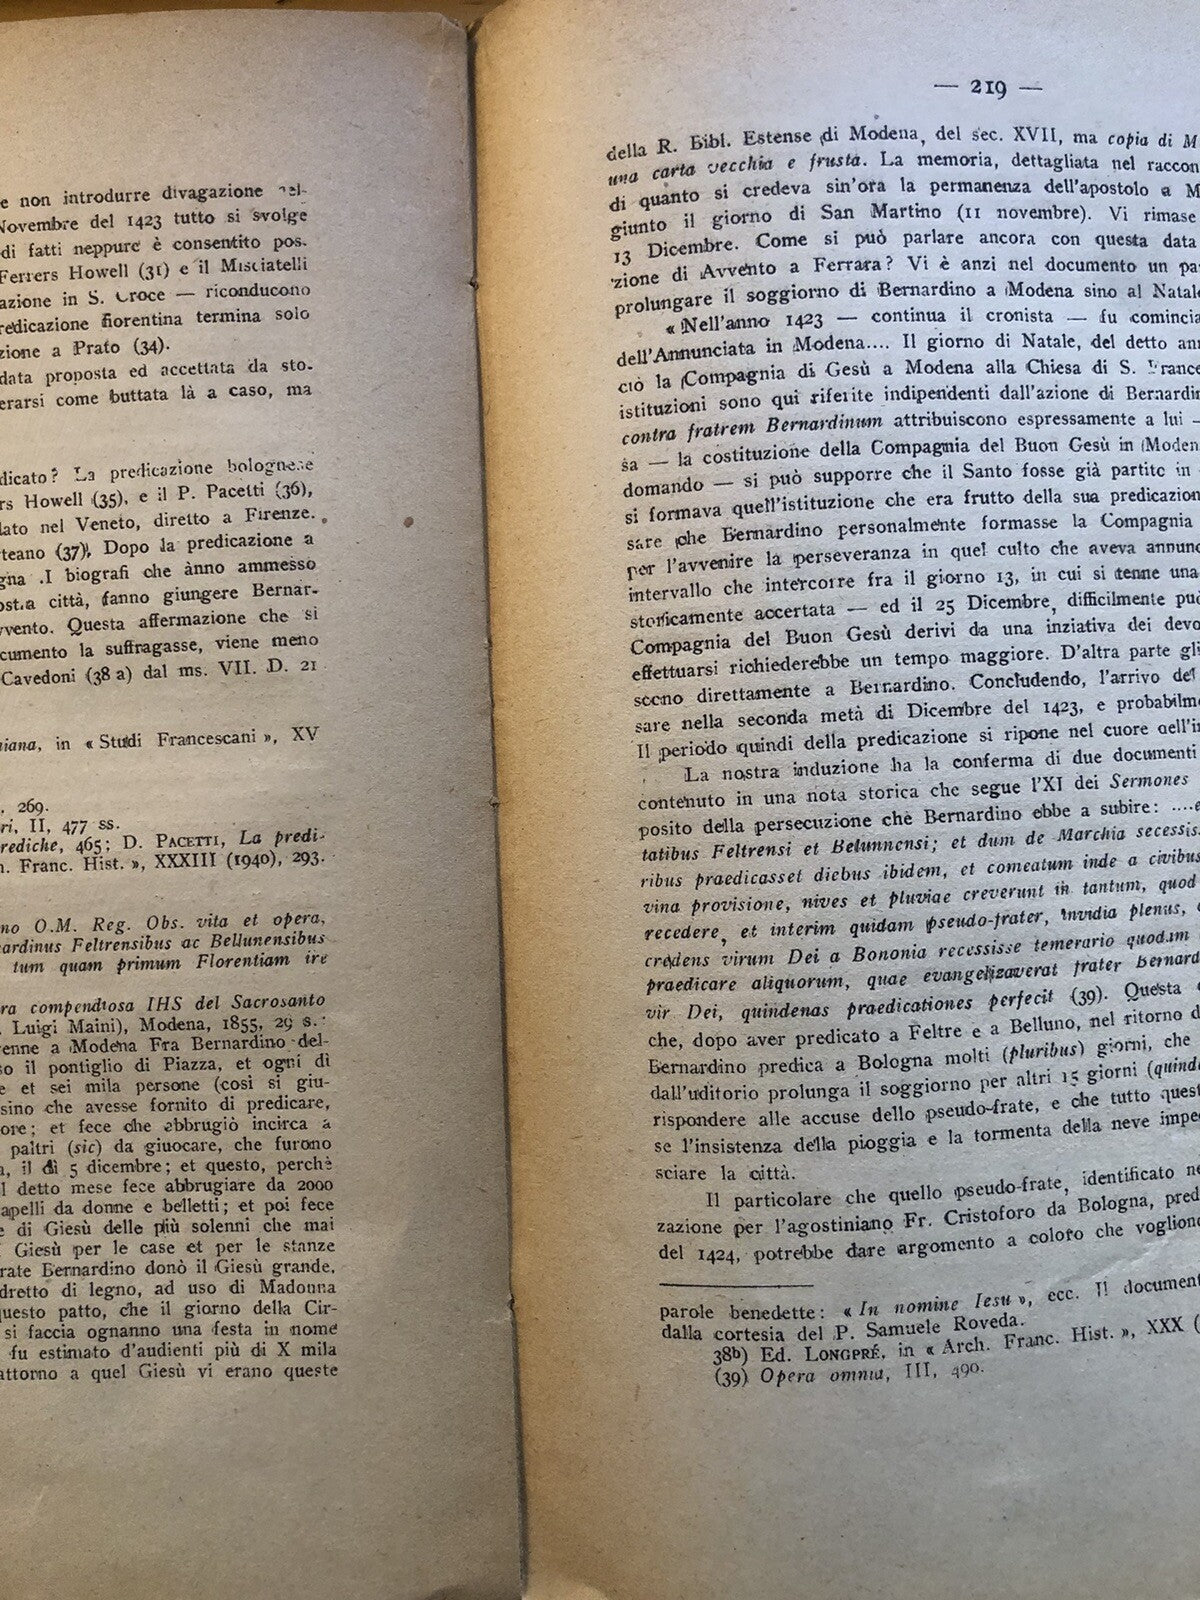 e non introdurre divagazione nel-
Novembre del 1423 tutto si svolge
di fatti neppure è consentito pos-
Ferrers Howell (31) e il Misciatelli
azione in S. Croce — riconducono
redicazione fiorentina termina solo
zione a Prato (34).
data proposta ed accettata da sto-
erarsi come buttata là a caso, ma
dicato? La predicazione bolognese
rs Howell (35), e il P. Pacetti (36),
lato nel Veneto, diretto a Firenze.
teano (37). Dopo la predicazione a
gna .I biografi che ànno ammesso
osta città, fanno giungere Bernar-
vvento. Questa affermazione che si
cumento la suffragasse, viene meno
Cavedoni (38 a) dal ms. VII. D. 21
niana, in « Studi Francescani », XV
, 269.
ri, II, 477 ss.
rediche, 465; D. PACETTI, La predi-
h. Franc. Hist. », XXXIII (1940), 293.
no O.M. Reg. Obs. vita et opera,
ardinus Feltrensibus ac Bellunensibus
tum quam primum Florentiam ire
ra compendiosa IHS del Sacrosanto
. Luigi Maini), Modena, 1855, 29 s.:
enne a Modena Fra Bernardino del-
so il pontiglio di Piazza, et ogni dì
e et sei mila persone (così si giu-
sino che avesse fornito di predicare,
ore; et fece che abbrugiò incirca a
paltri (sic) da giuocare, che furono
a, il dì 5 dicembre; et questo, perchè
l detto mese fece abbrugiare da 2000
apelli da donne e belletti; et poi fece
e di Giesù delle più solenni che mai
Giesù per le case et per le stanze
rate Bernardino donò il Giesù grande,
dretto di legno, ad uso di Madonna
questo patto, che il giorno della Cir-
si faccia ognanno una festa in nome
fu estimato d'audienti più di X mila
attorno a quel Giesù vi erano queste
— 219 —
della R. Bibl. Estense di Modena, del sec. XVII, ma copia di M
una carta vecchia e frusta. La memoria, dettagliata nel raccon
di quanto si credeva sin'ora la permanenza dell'apostolo a M
giunto il giorno di San Martino (11 novembre). Vi rimase
13 Dicembre. Come si può parlare ancora con questa data
zione di Avvento a Ferrara? Vi è anzi nel documento un pa
prolungare il soggiorno di Bernardino a Modena sino al Natale
« Nell'anno 1423 — continua il cronista — fu comincia
dell'Annunciata in Modena.... Il giorno di Natale, del detto ann
ciò la Compagnia di Gesù a Modena alla Chiesa di S. France
istituzioni sono qui riferite indipendenti dall'azione di Bernardin
contra fratrem Bernardinum attribuiscono espressamente a lui —
sa — la costituzione della Compagnia del Buon Gesù in Moden
domando — si può supporre che il Santo fosse già partito in
si formava quell'istituzione che era frutto della sua predicazion
sare che Bernardino personalmente formasse la Compagnia
per l'avvenire la perseveranza in quel culto che aveva annunc
intervallo che intercorre fra il giorno 13, in cui si tenne una
storicamente accertata — ed il 25 Dicembre, difficilmente può
Compagnia del Buon Gesù derivi da una inziativa dei devo
effettuarsi richiederebbe un tempo maggiore. D'altra parte gli
scono direttamente a Bernardino. Concludendo, l'arrivo del
sare nella seconda metà di Dicembre del 1423, e probabilme
Il periodo quindi della predicazione si ripone nel cuore dell'in
La nostra induzione ha la conferma di due documenti
contenuto in una nota storica che segue l'XI dei Sermones
posito della persecuzione che Bernardino ebbe a subire: ....e
tatibus Feltrensi et Belunnensi; et dum de Marchia secessis
ribus praedicasset diebus ibidem, et comeatum inde a civibus
vina provisione, nives et pluviae creverunt in tantum, quod
recedere, et interim quidam pseudo-frater, invidia plenus,
credens virum Dei a Bononia recessisse temerario quodam
praedicare aliquorum, quae evangelizaverat frater Bernard
vir Dei, quindenas praedicationes perfecit (39). Questa
che, dopo aver predicato a Feltre e a Belluno, nel ritorno d
Bernardino predica a Bologna molti (pluribus) giorni, che
dall'uditorio prolunga il soggiorno per altri 15 giorni (quinde
rispondere alle accuse dello pseudo-frate, e che tutto quest
se l'insistenza della pioggia e la tormenta della neve impe
sciare la città.
Il particolare che quello pseudo-frate, identificato ne
zazione per l'agostiniano Fr. Cristoforo da Bologna, pred
del 1424, potrebbe dare argomento a coloro che vogliono
parole benedette: « In nomine Iesu », ecc. Il document
dalla cortesia del P. Samuele Roveda.
38b) Ed. LONGPRÉ, in « Arch. Franc. Hist. », XXX (
(39) Opera omnia, III, 490.